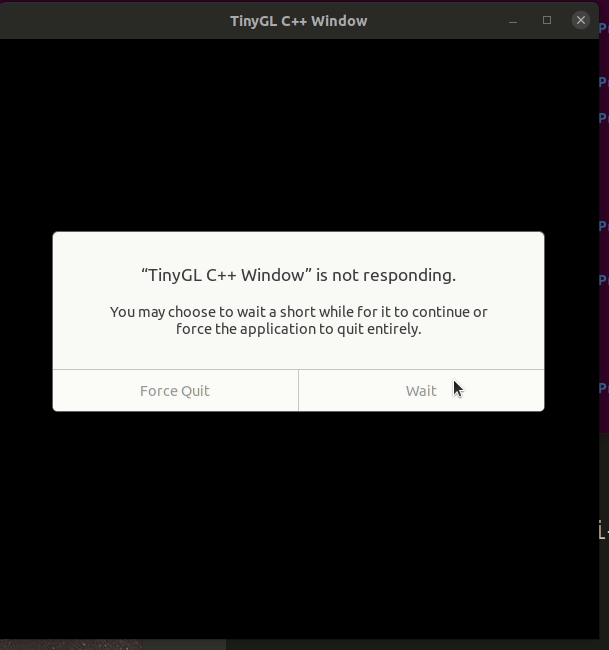 TinyGL C++ Window
“TinyGL C++ Window” is not responding.
You may choose to wait a short while for it to continue or
force the application to quit entirely.
Force Quit
Wait